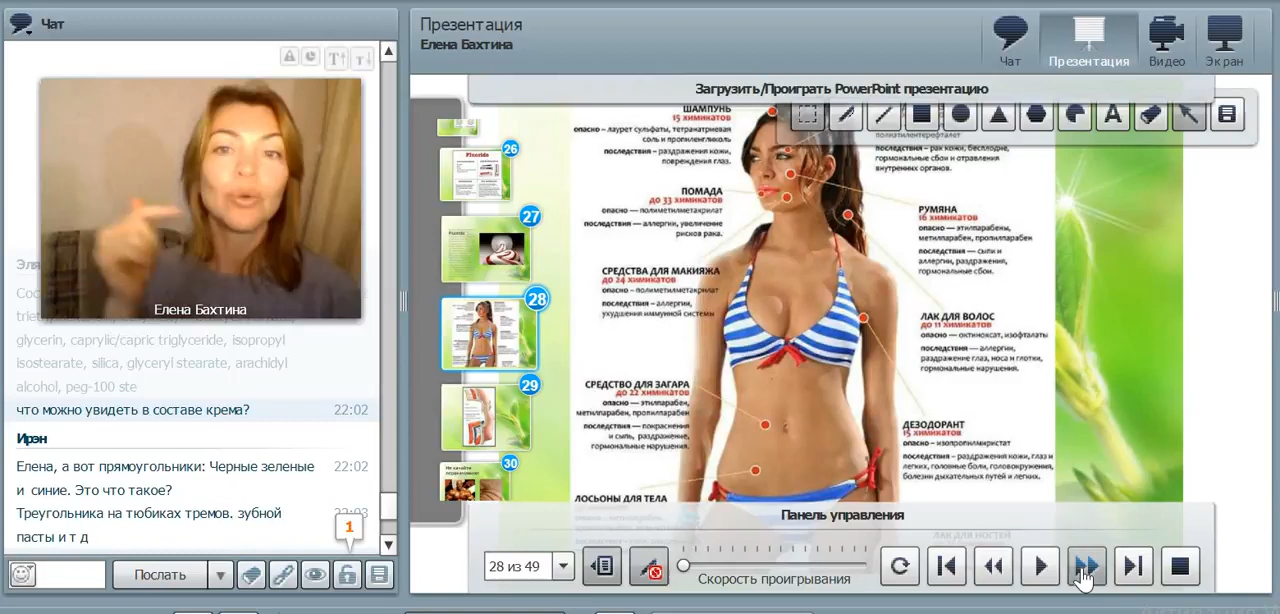 Чат
что можно увидеть в составе крема? 22:02
Ирэн
Елена, а вот прямоугольники: Черные зеленые 22:02
и синие. Это что такое?
Треугольника на тюбиках тремов. зубной
пасты и т д
glycerin, caprylic/capric triglyceride, isopropyl
isostearate, silica, glyceryl stearate, arachidyl
alcohol, peg-100 ste
Елена Бахтина
1
Послать
Презентация
Елена Бахтина
Чат
Презентация
Видео
Экран
Загрузить/Проиграть PowerPoint презентацию
26
27
28
29
30
ШАМПУНЬ
15 химикатов
опасно — лаурет сульфаты, тетранатриевая
соль и пропиленгликоль
последствия — раздражения кожи,
повреждения глаз.
ПОМАДА
до 33 химикатов
опасно — полиметилметакрилат
последствия — аллергии, увеличение
рисков рака.
СРЕДСТВА ДЛЯ МАКИЯЖА
до 24 химикатов
опасно — полиметилметакрилат
последствия — аллергии,
ухудшения иммунной системы
СРЕДСТВО ДЛЯ ЗАГАРА
до 22 химикатов
опасно — этилпарабен,
метилпарабен, пропилпарабен
последствия — покраснения
и сыпь, раздражение,
гормональные нарушения.
ЛОСЬОНЫ ДЛЯ ТЕЛА
полиэтилентерефталет
последствия — рак кожи, бесплодие,
гормональные сбои и отравления
внутренних органов.
РУМЯНА
16 химикатов
опасно — этилпарабены,
метилпарабен, пропилпарабен
последствия — сыпи и
аллергии, раздражения,
гормональные сбои.
ЛАК ДЛЯ ВОЛОС
до 11 химикатов
опасно — октиноксат, изофталаты
последствия — аллергии,
раздражение глаз, носа и глотки,
гормональные нарушения.
ДЕЗОДОРАНТ
15 химикатов
опасно — изопропилмиристат
последствия — раздражения кожи, глаз и
легких, головные боли, головокружения,
болезни дыхательных путей и легких.
ЛАК ДЛЯ НОГТЕЙ
Панель управления
28 из 49
Скорость проигрывания